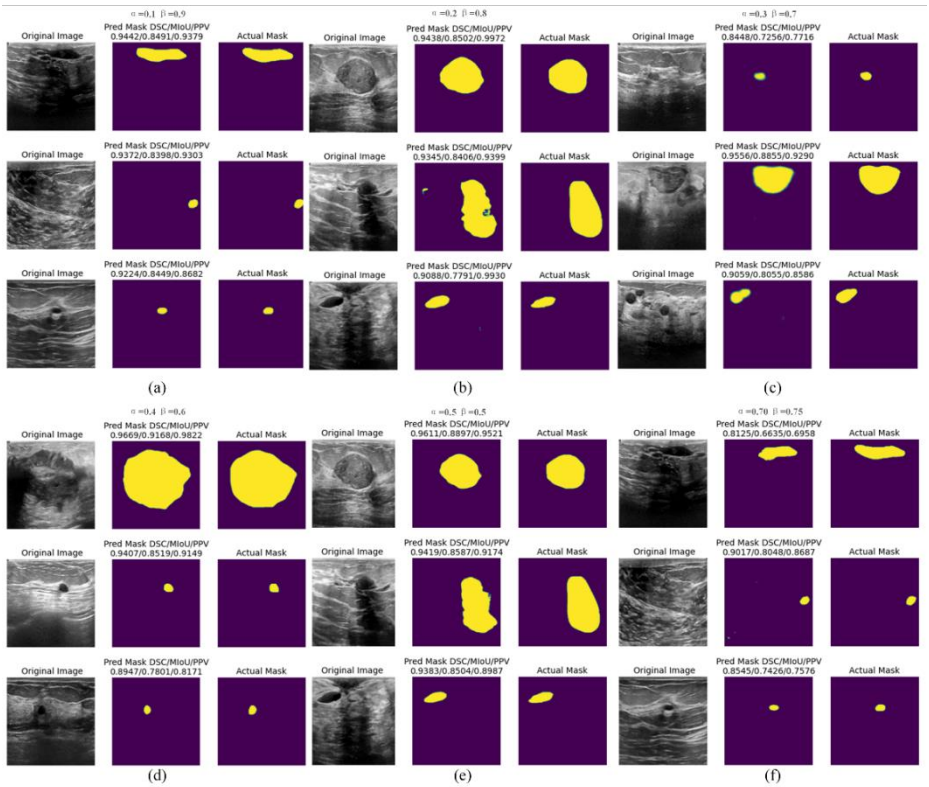 α=0.1 β=0.9
Original Image
Pred Mask DSC/MIoU/PPV
0.9442/0.8491/0.9379
Actual Mask
Original Image
Pred Mask DSC/MIoU/PPV
0.9372/0.8398/0.9303
Actual Mask
Original Image
Pred Mask DSC/MIoU/PPV
0.9224/0.8449/0.8682
Actual Mask
(a)
α=0.2 β=0.8
Original Image
Pred Mask DSC/MIoU/PPV
0.9438/0.8502/0.9972
Actual Mask
Original Image
Pred Mask DSC/MIoU/PPV
0.9345/0.8406/0.9399
Actual Mask
Original Image
Pred Mask DSC/MIoU/PPV
0.9088/0.7791/0.9930
Actual Mask
(b)
α=0.3 β=0.7
Original Image
Pred Mask DSC/MIoU/PPV
0.8448/0.7256/0.7716
Actual Mask
Original Image
Pred Mask DSC/MIoU/PPV
0.9556/0.8855/0.9290
Actual Mask
Original Image
Pred Mask DSC/MIoU/PPV
0.9059/0.8055/0.8586
Actual Mask
(c)
α=0.4 β=0.6
Original Image
Pred Mask DSC/MIoU/PPV
0.9669/0.9168/0.9822
Actual Mask
Original Image
Pred Mask DSC/MIoU/PPV
0.9407/0.8519/0.9149
Actual Mask
Original Image
Pred Mask DSC/MIoU/PPV
0.8947/0.7801/0.8171
Actual Mask
(d)
α=0.5 β=0.5
Original Image
Pred Mask DSC/MIoU/PPV
0.9611/0.8897/0.9521
Actual Mask
Original Image
Pred Mask DSC/MIoU/PPV
0.9419/0.8587/0.9174
Actual Mask
Original Image
Pred Mask DSC/MIoU/PPV
0.9383/0.8504/0.8987
Actual Mask
(e)
α=0.70 β=0.75
Original Image
Pred Mask DSC/MIoU/PPV
0.8125/0.6635/0.6958
Actual Mask
Original Image
Pred Mask DSC/MIoU/PPV
0.9017/0.8048/0.8687
Actual Mask
Original Image
Pred Mask DSC/MIoU/PPV
0.8545/0.7426/0.7576
Actual Mask
(f)